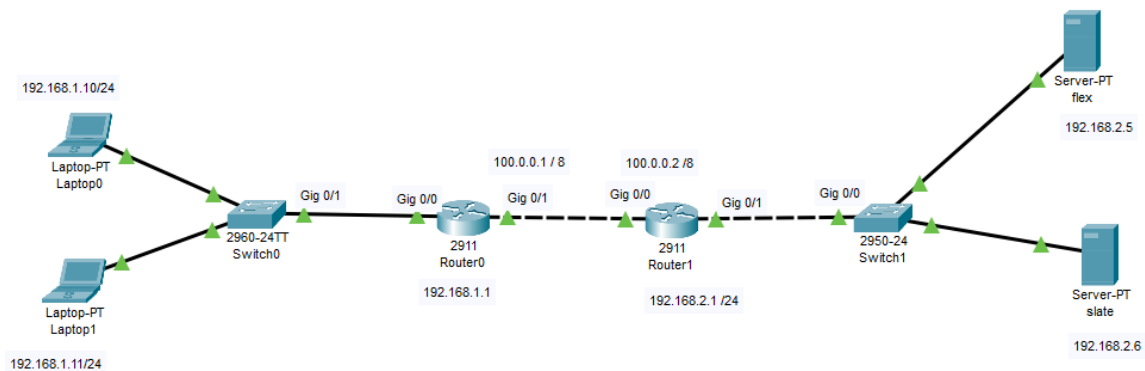 192.168.1.10/24
Laptop-PT
Laptop0
Gig 0/1
2960-24TT
Switch0
Laptop-PT
Laptop1
192.168.1.11/24
Gig 0/0
100.0.0.1 / 8
Gig 0/1
2911
Router0
192.168.1.1
100.0.0.2 /8
Gig 0/0
Gig 0/1
2911
Router1
192.168.2.1 /24
Gig 0/0
2950-24
Switch1
Server-PT
flex
192.168.2.5
Server-PT
slate
192.168.2.6